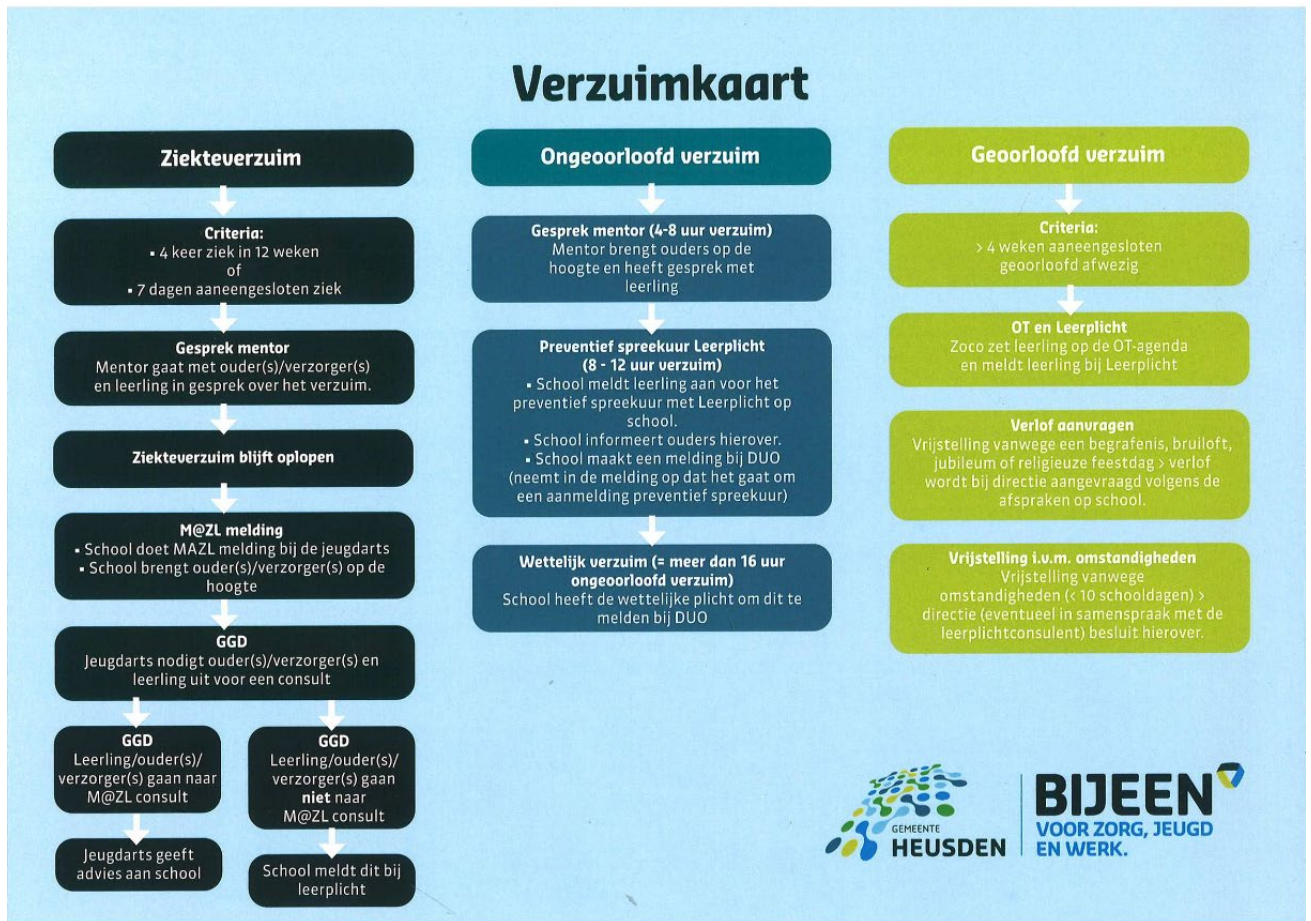 Verzuimkaart
Ziekteverzuim
Criteria:
▪ 4 keer ziek in 12 weken
of
▪ 7 dagen aaneengesloten ziek
Gesprek mentor
Mentor gaat met ouder(s)/verzorger(s)
en leerling in gesprek over het verzuim.
Ziekteverzuim blijft oplopen
M@ZL melding
▪ School doet MAZL melding bij de jeugdarts
▪ School brengt ouder(s)/verzorger(s) op de
hoogte
GGD
Jeugdarts nodigt ouder(s)/verzorger(s) en
leerling uit voor een consult
GGD
Leerling/ouder(s)/
verzorger(s) gaan naar
M@ZL consult
Jeugdarts geeft
advies aan school
GGD
Leerling/ouder(s)/
verzorger(s) gaan
niet naar
M@ZL consult
School meldt dit bij
leerplicht
Ongeoorloofd verzuim
Gesprek mentor (4-8 uur verzuim)
Mentor brengt ouders op de
hoogte en heeft gesprek met
leerling
Preventief spreekuur Leerplicht
(8 - 12 uur verzuim)
▪ School meldt leerling aan voor het
preventief spreekuur met Leerplicht op
school.
▪ School informeert ouders hierover.
▪ School maakt een melding bij DUO
(neemt in de melding op dat het gaat om
een aanmelding preventief spreekuur)
Wettelijk verzuim (= meer dan 16 uur
ongeoorloofd verzuim)
School heeft de wettelijke plicht om dit te
melden bij DUO
Geoorloofd verzuim
Criteria:
> 4 weken aaneengesloten
geoorloofd afwezig
OT en Leerplicht
Zoco zet leerling op de OT-agenda
en meldt leerling bij Leerplicht
Verlof aanvragen
Vrijstelling vanwege een begrafenis, bruiloft,
jubileum of religieuze feestdag > verlof
wordt bij directie aangevraagd volgens de
afspraken op school.
Vrijstelling i.v.m. omstandigheden
Vrijstelling vanwege
omstandigheden (< 10 schooldagen) >
directie (eventueel in samenspraak met de
leerplichtconsulent) besluit hierover.
GEMEENTE
HEUSDEN
BIJEEN
VOOR ZORG, JEUGD
EN WERK.